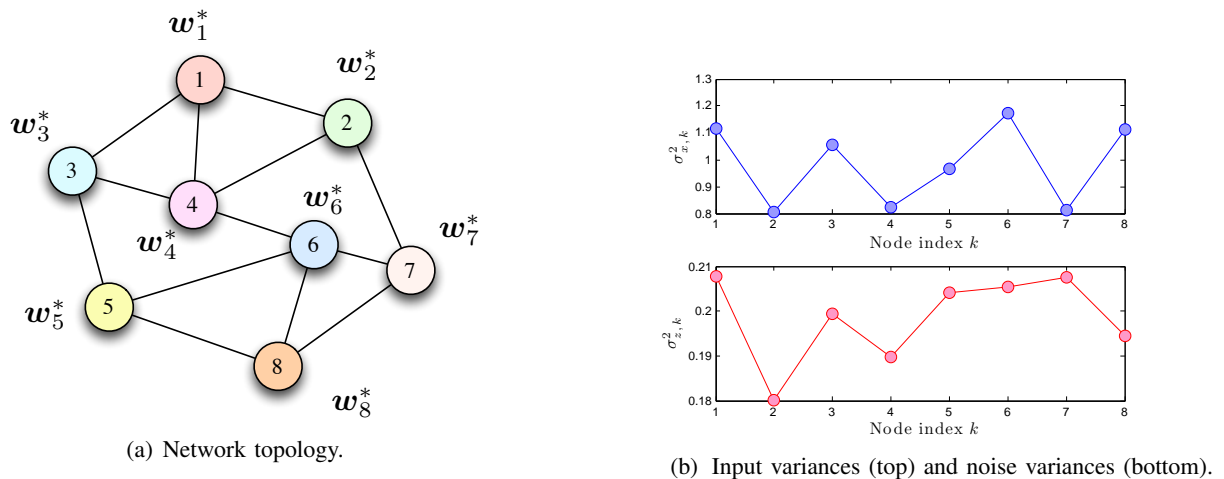 w*1
w*2
w*3
w*4
w*5
w*6
w*7
w*8
1
2
3
4
5
6
7
8
(a) Network topology.
1.3
1.2
1.1
1
0.9
0.8
σ²x,k
1 2 3 4 5 6 7 8
Node index k
0.21
0.2
0.19
0.18
σ²z,k
1 2 3 4 5 6 7 8
Node index k
(b) Input variances (top) and noise variances (bottom).